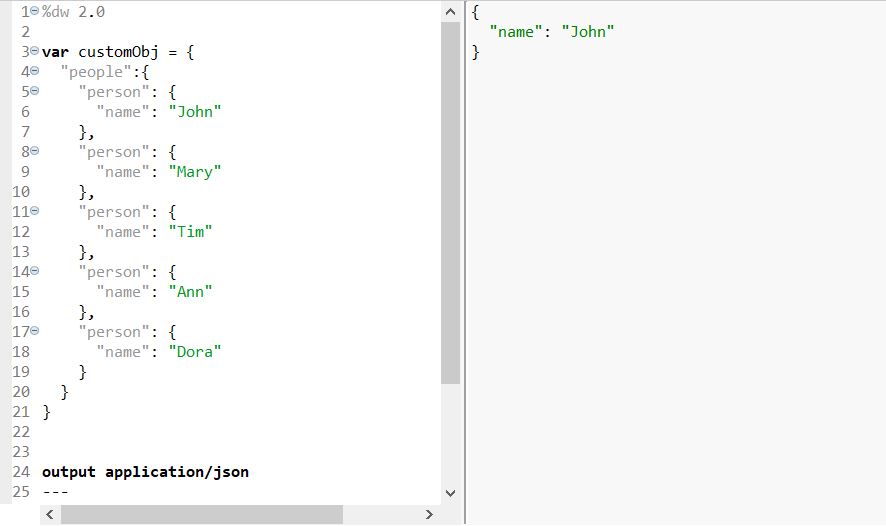 1 %dw 2.0
2
3 var customObj = {
4   "people":{
5     "person": {
6       "name": "John"
7     },
8     "person": {
9       "name": "Mary"
10     },
11     "person": {
12       "name": "Tim"
13     },
14     "person": {
15       "name": "Ann"
16     },
17     "person": {
18       "name": "Dora"
19     }
20   }
21 }
22
23
24 output application/json
25 ---
{
  "name": "John"
}